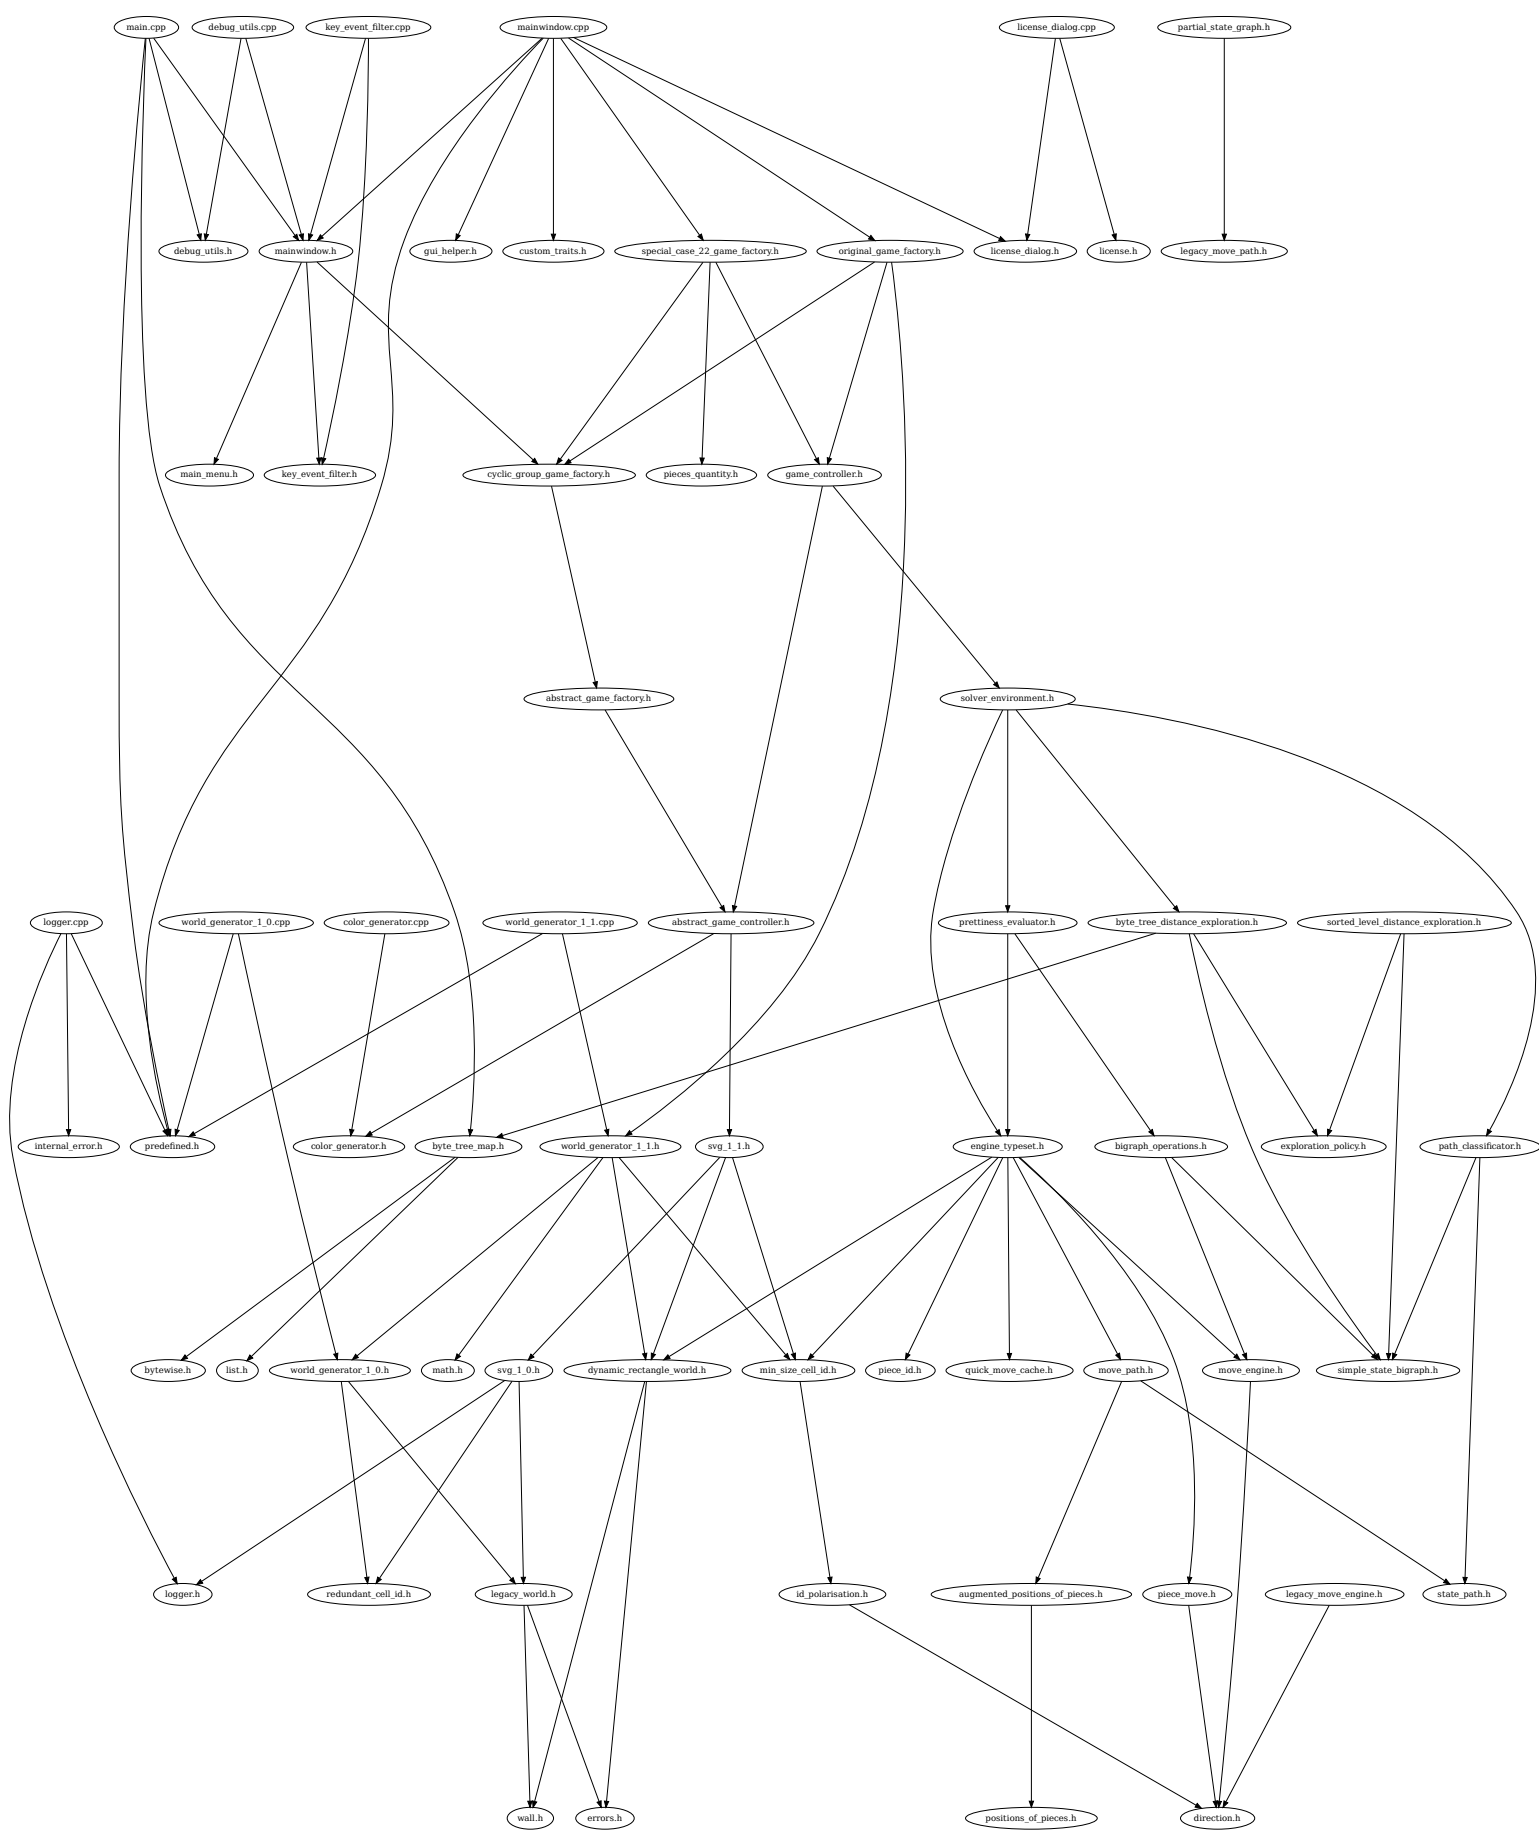 main.cpp
debug_utils.cpp
key_event_filter.cpp
mainwindow.cpp
license_dialog.cpp
partial_state_graph.h
debug_utils.h
mainwindow.h
gui_helper.h
custom_traits.h
special_case_22_game_factory.h
original_game_factory.h
license_dialog.h
license.h
legacy_move_path.h
main_menu.h
key_event_filter.h
cyclic_group_game_factory.h
pieces_quantity.h
game_controller.h
abstract_game_factory.h
solver_environment.h
logger.cpp
world_generator_1_0.cpp
color_generator.cpp
world_generator_1_1.cpp
abstract_game_controller.h
prettiness_evaluator.h
byte_tree_distance_exploration.h
sorted_level_distance_exploration.h
internal_error.h
predefined.h
color_generator.h
byte_tree_map.h
world_generator_1_1.h
svg_1_1.h
engine_typeset.h
bigraph_operations.h
exploration_policy.h
path_classificator.h
bytewise.h
list.h
world_generator_1_0.h
math.h
svg_1_0.h
dynamic_rectangle_world.h
min_size_cell_id.h
piece_id.h
quick_move_cache.h
move_path.h
move_engine.h
simple_state_bigraph.h
logger.h
redundant_cell_id.h
legacy_world.h
id_polarisation.h
augmented_positions_of_pieces.h
piece_move.h
legacy_move_engine.h
state_path.h
wall.h
errors.h
positions_of_pieces.h
direction.h